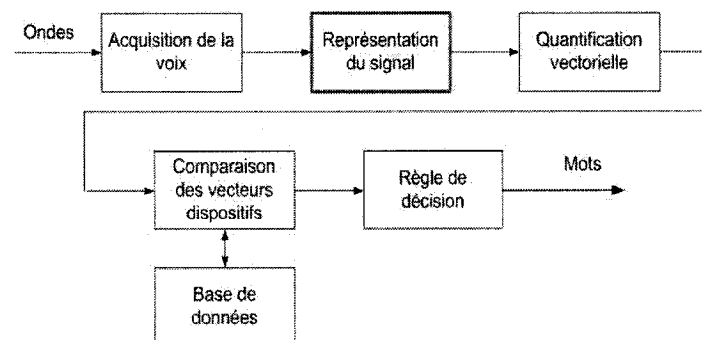 Ondes
Acquisition de la
voix
Représentation
du signal
Quantification
vectorielle
Comparaison
des vecteurs
dispositifs
Règle de
décision
Mots
Base de
données